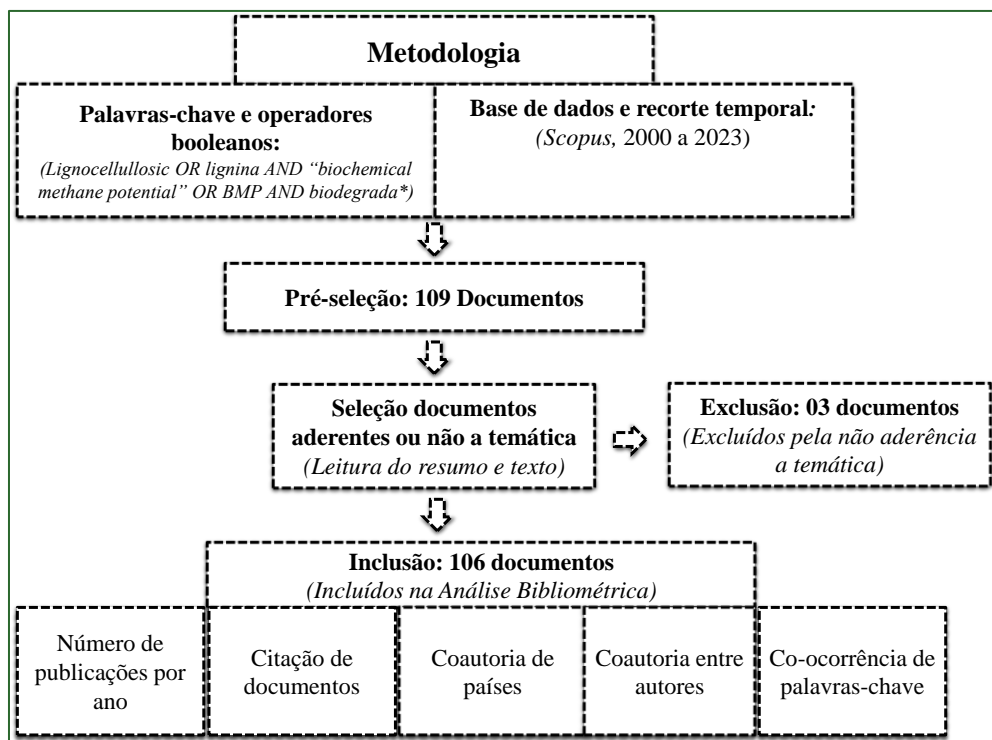 Metodologia
Palavras-chave e operadores
booleanos:
(Lignocellullosic OR lignina AND “biochemical
methane potential” OR BMP AND biodegrada*)
Base de dados e recorte temporal:
(Scopus, 2000 a 2023)
Pré-seleção: 109 Documentos
Seleção documentos
aderentes ou não a temática
(Leitura do resumo e texto)
Exclusão: 03 documentos
(Excluídos pela não aderência
a temática)
Inclusão: 106 documentos
(Incluídos na Análise Bibliométrica)
Número de
publicações por
ano
Citação de
documentos
Coautoria de
países
Coautoria entre
autores
Co-ocorrência de
palavras-chave